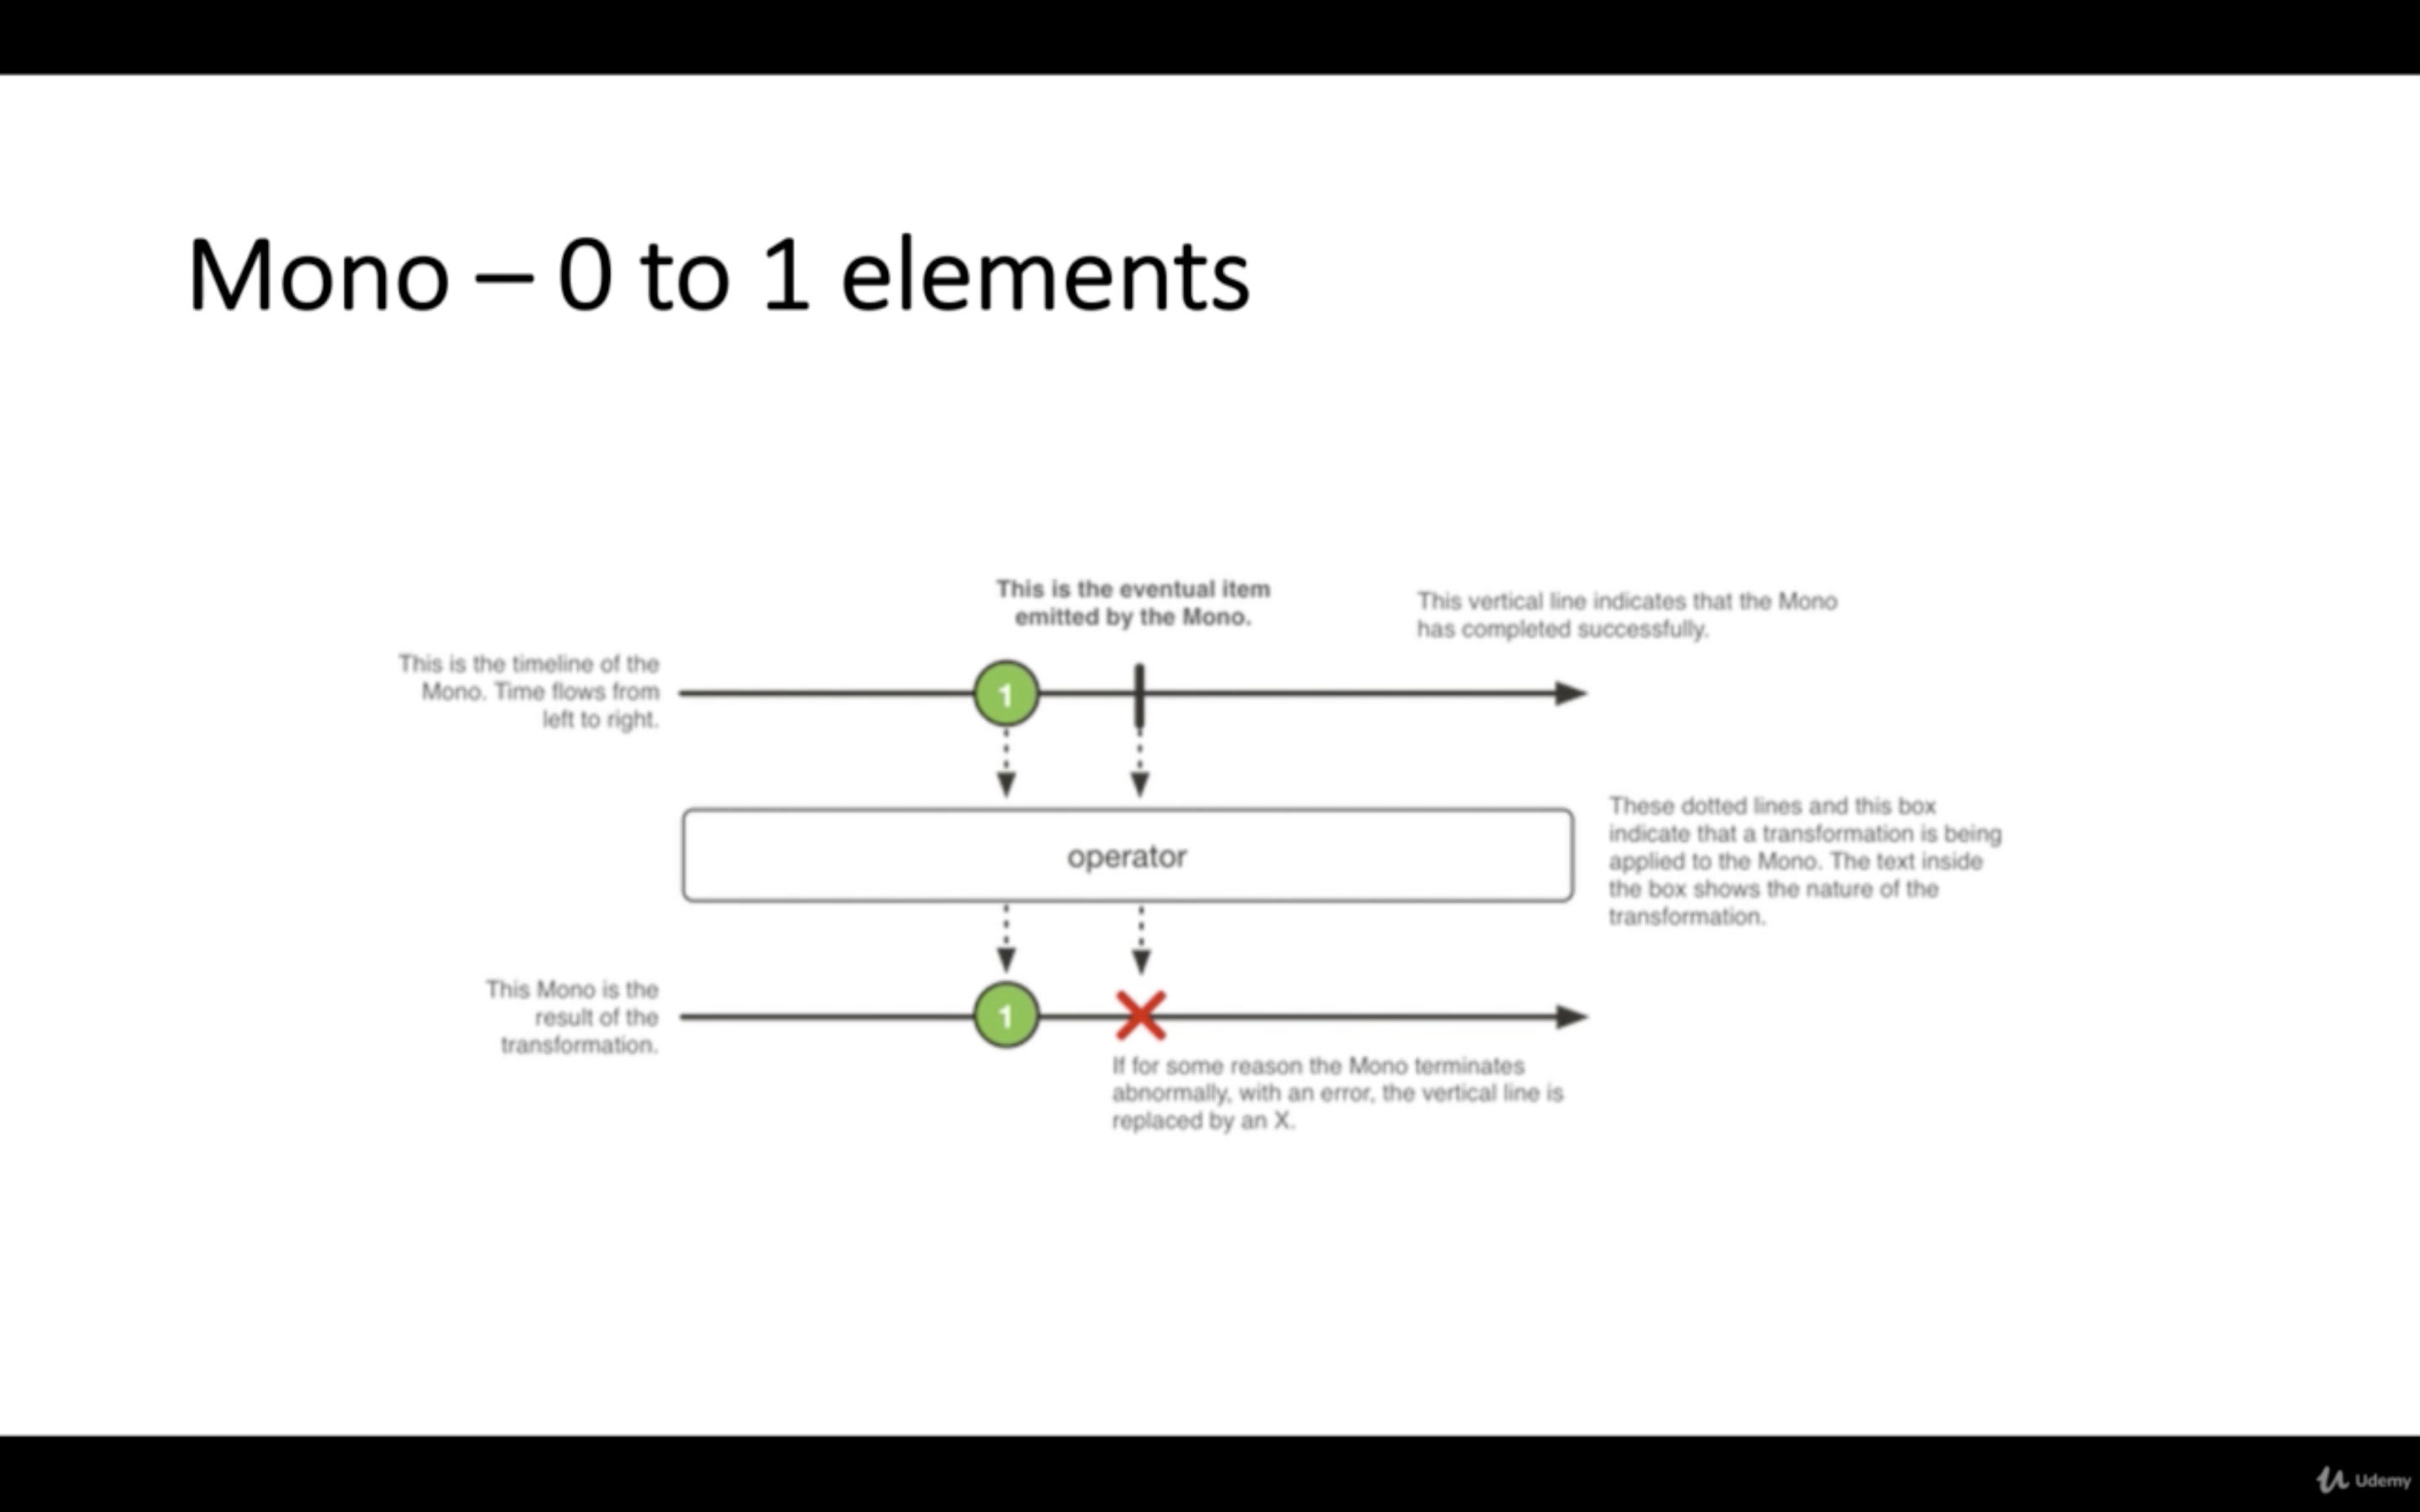 Mono – 0 to 1 elements
This is the eventual item
emitted by the Mono.
This vertical line indicates that the Mono
has completed successfully.
This is the timeline of the
Mono. Time flows from
left to right.
1
operator
These dotted lines and this box
indicate that a transformation is being
applied to the Mono. The text inside
the box shows the nature of the
transformation.
This Mono is the
result of the
transformation.
1
If for some reason the Mono terminates
abnormally, with an error, the vertical line is
replaced by an X.
Udemy